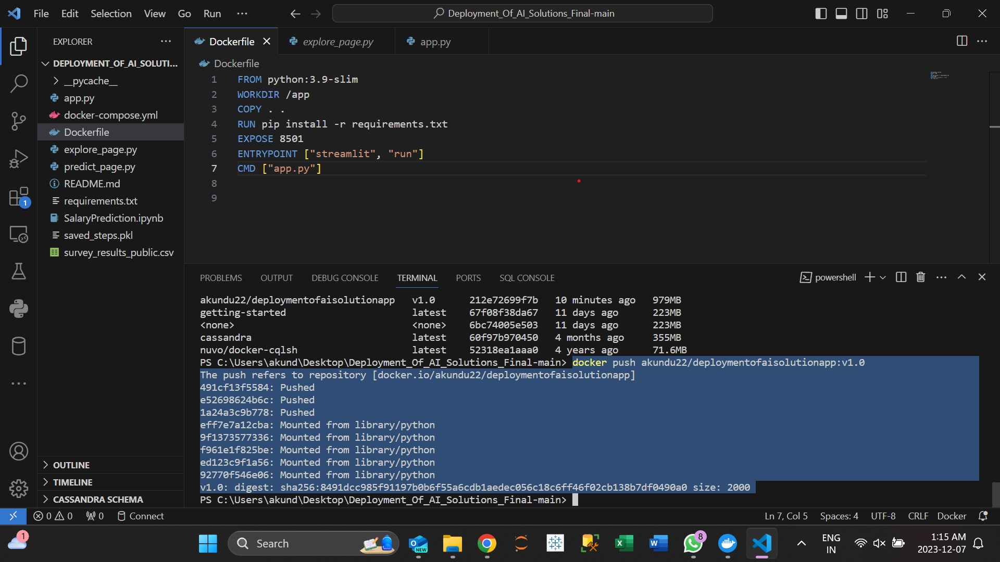 File Edit Selection View Go Run ···
Deployment_Of_AI_Solutions_Final-main
EXPLORER
Dockerfile
explore_page.py
app.py
DEPLOYMENT_OF_AI_SOLUTI...
__pycache__
app.py
docker-compose.yml
Dockerfile
explore_page.py
predict_page.py
README.md
requirements.txt
SalaryPrediction.ipynb
saved_steps.pkl
survey_results_public.csv
OUTLINE
TIMELINE
CASSANDRA SCHEMA
1
Dockerfile
1 FROM python:3.9-slim
2 WORKDIR /app
3 COPY . .
4 RUN pip install -r requirements.txt
5 EXPOSE 8501
6 ENTRYPOINT ["streamlit", "run"]
7 CMD ["app.py"]
8
9
PROBLEMS OUTPUT DEBUG CONSOLE TERMINAL PORTS SQL CONSOLE
powershell
akundu22/deploymentofaisolutionapp v1.0 212e72699f7b 10 minutes ago 979MB
getting-started latest 67f08f38da67 11 days ago 223MB
<none> <none> 6bc74005e503 11 days ago 223MB
cassandra latest 60f97b970450 4 months ago 355MB
nuvo/docker-cqlsh latest 52318ea1aaa0 4 years ago 71.6MB
PS C:\Users\akund\Desktop\Deployment_Of_AI_Solutions_Final-main> docker push akundu22/deploymentofaisolutionapp:v1.0
The push refers to repository [docker.io/akundu22/deploymentofaisolutionapp]
491cf13f5584: Pushed
e52698624b6c: Pushed
1a24a3c9b778: Pushed
eff7e7a12cba: Mounted from library/python
9f1373577336: Mounted from library/python
f961e1f825be: Mounted from library/python
ed123c9f1a56: Mounted from library/python
92770f546e06: Mounted from library/python
v1.0: digest: sha256:8491dcc985f91197b0b6f55a6cdb1aedec056c18c6ff46f02cb138b7df0490a0 size: 2000
PS C:\Users\akund\Desktop\Deployment_Of_AI_Solutions_Final-main>
0 0 0 Connect
Ln 7, Col 5 Spaces: 4 UTF-8 CRLF Docker
1
Search
NEW
8
ENG
IN
1:15 AM
2023-12-07